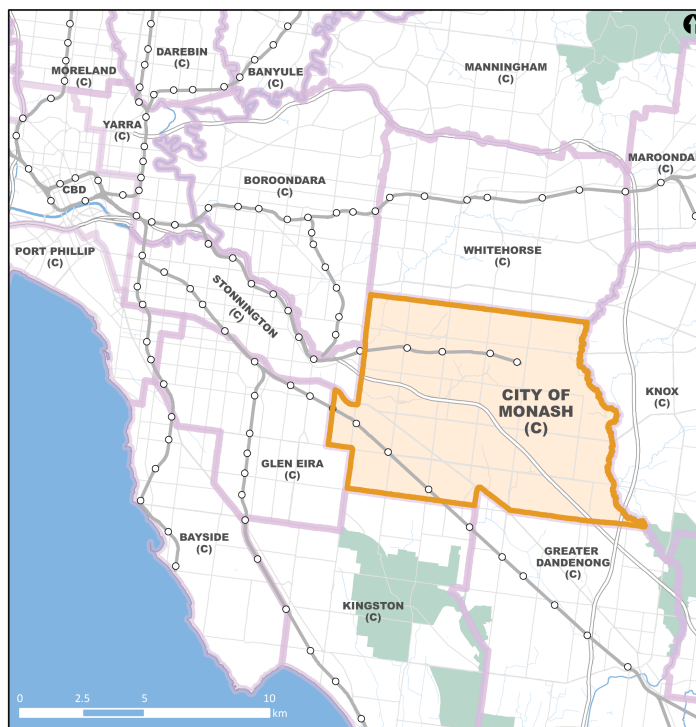 DAREBIN
(C)
MORELAND
(C)
BANYULE
(C)
MANNINGHAM
(C)
YARRA
(C)
MAROONDA
(C)
BOROONDARA
(C)
CBD
PORT PHILLIP
(C)
WHITEHORSE
(C)
STONNINGTON
(C)
CITY OF
MONASH
(C)
KNOX
(C)
GLEN EIRA
(C)
BAYSIDE
(C)
GREATER
DANDENONG
(C)
KINGSTON
(C)
0 2.5 5 10
km